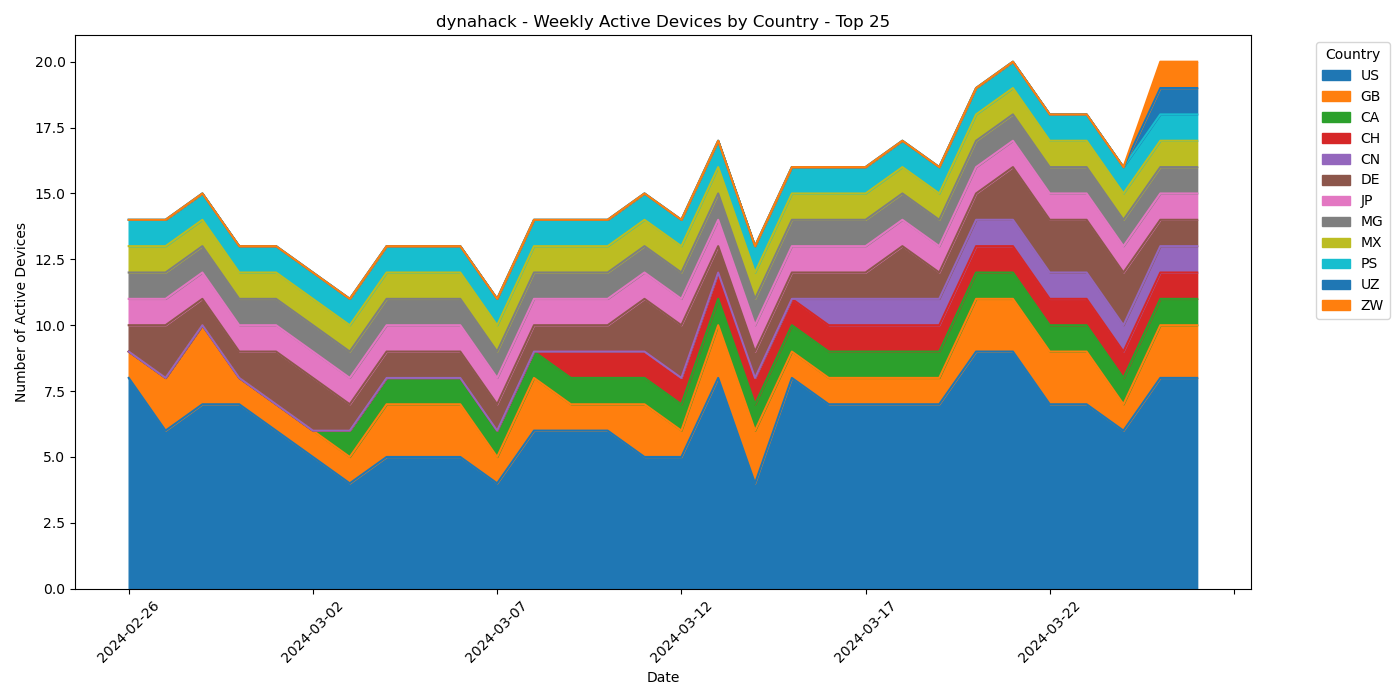 dynahack - Weekly Active Devices by Country - Top 25
Number of Active Devices
20.0
17.5
15.0
12.5
10.0
7.5
5.0
2.5
0.0
2024-02-26
2024-03-02
2024-03-07
2024-03-12
2024-03-17
2024-03-22
Date
Country
US
GB
CA
CH
CN
DE
JP
MG
MX
PS
UZ
ZW